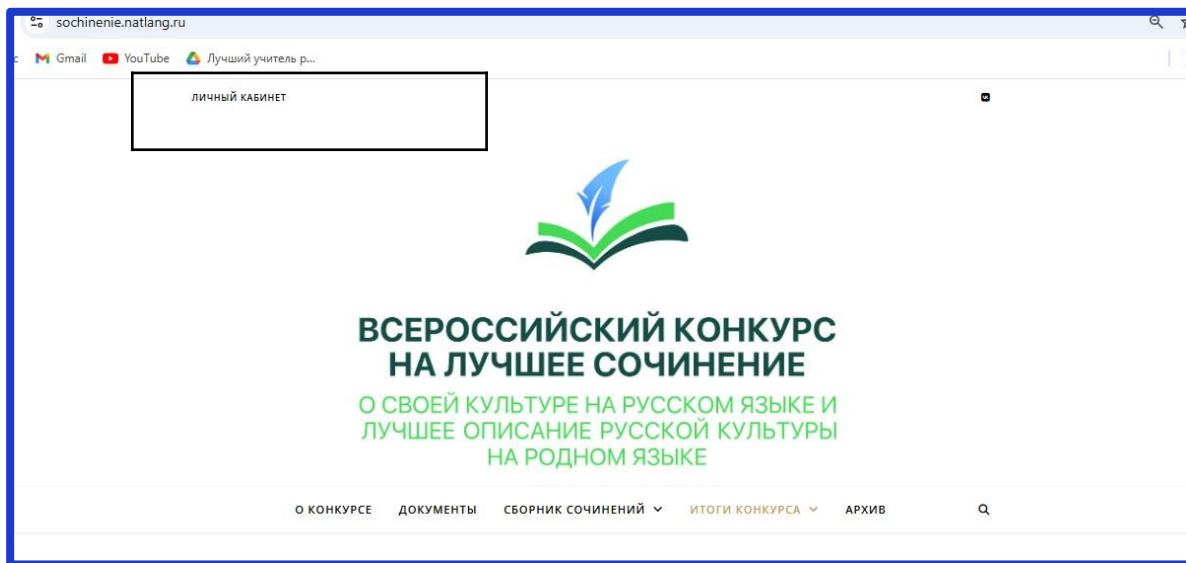 sochinenie.natlang.ru
Gmail YouTube Лучший учитель р...
ЛИЧНЫЙ КАБИНЕТ
ВСЕРОССИЙСКИЙ КОНКУРС
НА ЛУЧШЕЕ СОЧИНЕНИЕ
О СВОЕЙ КУЛЬТУРЕ НА РУССКОМ ЯЗЫКЕ И
ЛУЧШЕЕ ОПИСАНИЕ РУССКОЙ КУЛЬТУРЫ
НА РОДНОМ ЯЗЫКЕ
О КОНКУРСЕ ДОКУМЕНТЫ СБОРНИК СОЧИНЕНИЙ ИТОГИ КОНКУРСА АРХИВ